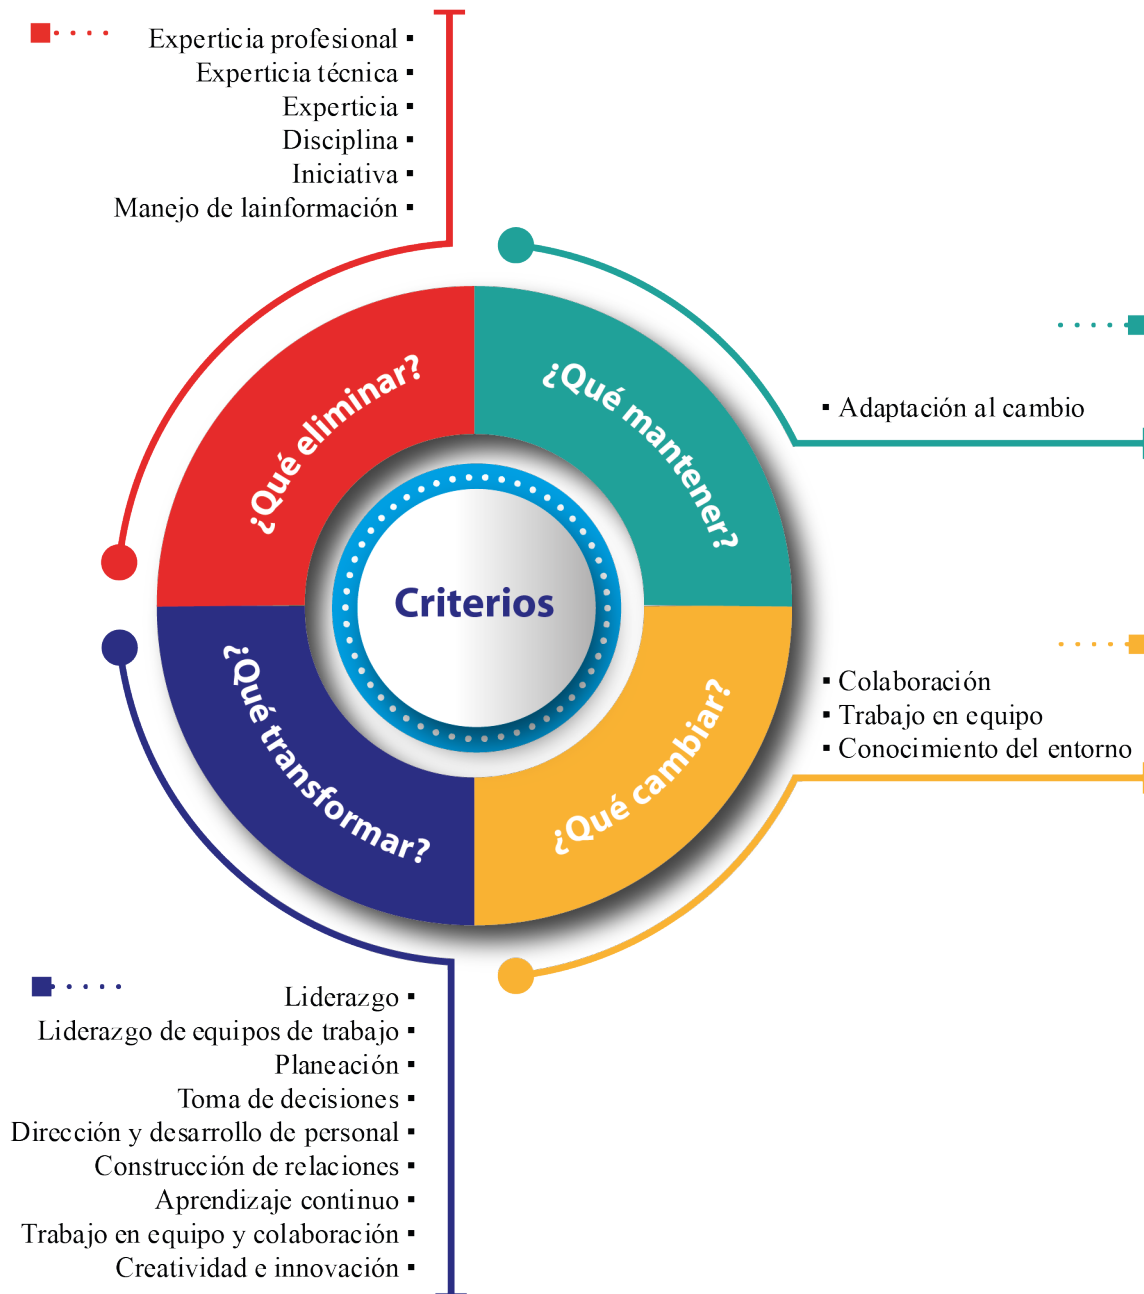 Experticia profesional ▪
Experticia técnica ▪
Experticia ▪
Disciplina ▪
Iniciativa ▪
Manejo de lainformación ▪
¿Qué eliminar?
¿Qué mantener?
▪ Adaptación al cambio
Criterios
¿Qué transformar?
¿Qué cambiar?
▪ Colaboración
▪ Trabajo en equipo
▪ Conocimiento del entorno
Liderazgo ▪
Liderazgo de equipos de trabajo ▪
Planeación ▪
Toma de decisiones ▪
Dirección y desarrollo de personal ▪
Construcción de relaciones ▪
Aprendizaje continuo ▪
Trabajo en equipo y colaboración ▪
Creatividad e innovación ▪